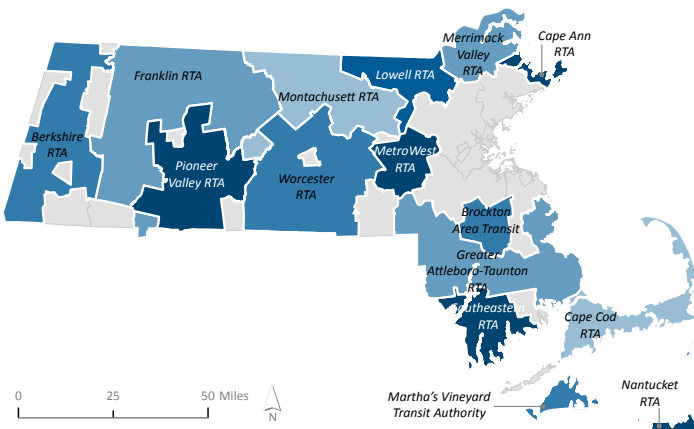 Merrimack
Valley
RTA
Cape Ann
RTA
Franklin RTA
Lowell RTA
Montachusett RTA
Berkshire
RTA
Pioneer
Valley RTA
MetroWest
RTA
Worcester
RTA
Brockton
Area Transit
Greater
Attleboro-Taunton
RTA
Southeastern
RTA
Cape Cod
RTA
Martha's Vineyard
Transit Authority
Nantucket
RTA
0 25 50 Miles
N